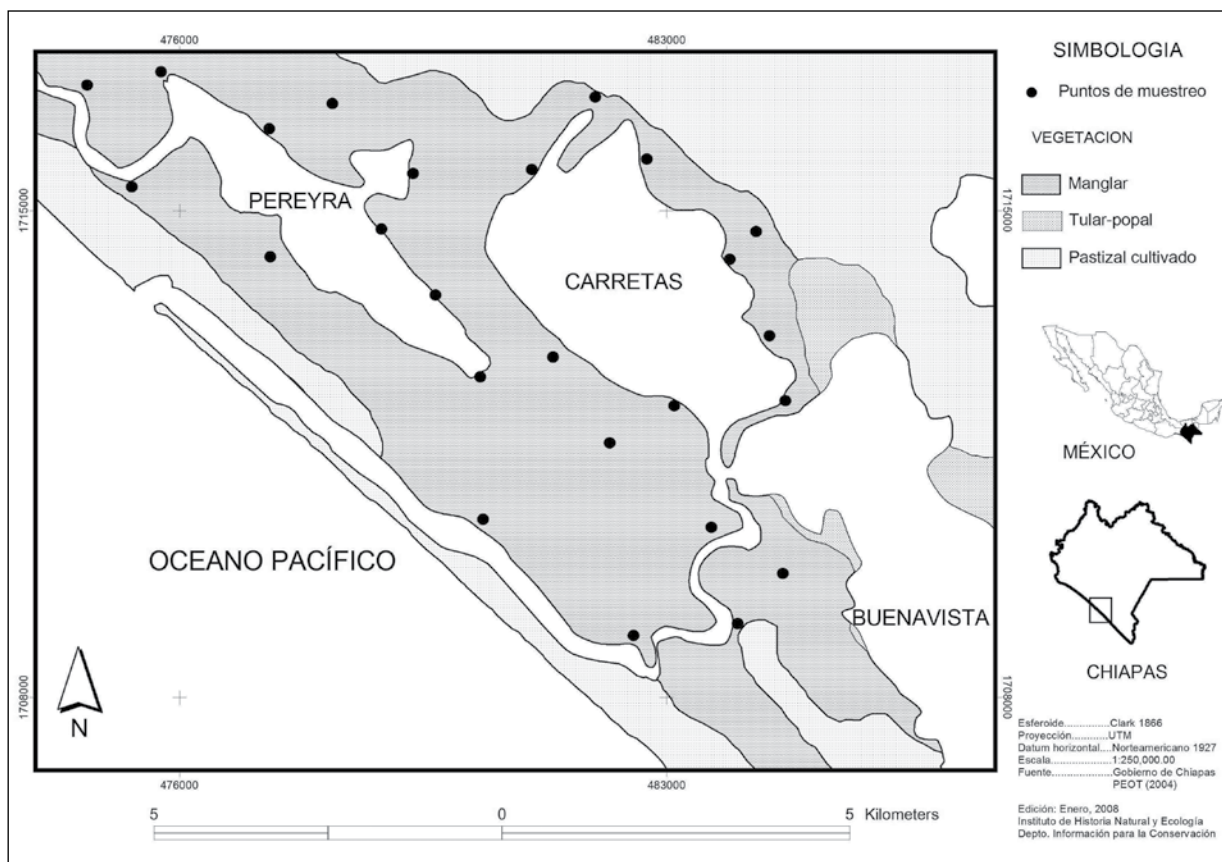 476000
483000
1715000
1715000
1708000
1708000
476000
483000
PEREYRA
CARRETAS
BUENAVISTA
OCEANO PACÍFICO
N
5
0
5 Kilometers
SIMBOLOGIA
Puntos de muestreo
VEGETACION
Manglar
Tular-popal
Pastizal cultivado
MÉXICO
CHIAPAS
Esferoide..............Clark 1866
Proyección............UTM
Datum horizontal....Norteamericano 1927
Escala...................1:250,000.00
Fuente...................Gobierno de Chiapas
PEOT (2004)
Edición: Enero, 2008
Instituto de Historia Natural y Ecología
Depto. Información para la Conservación